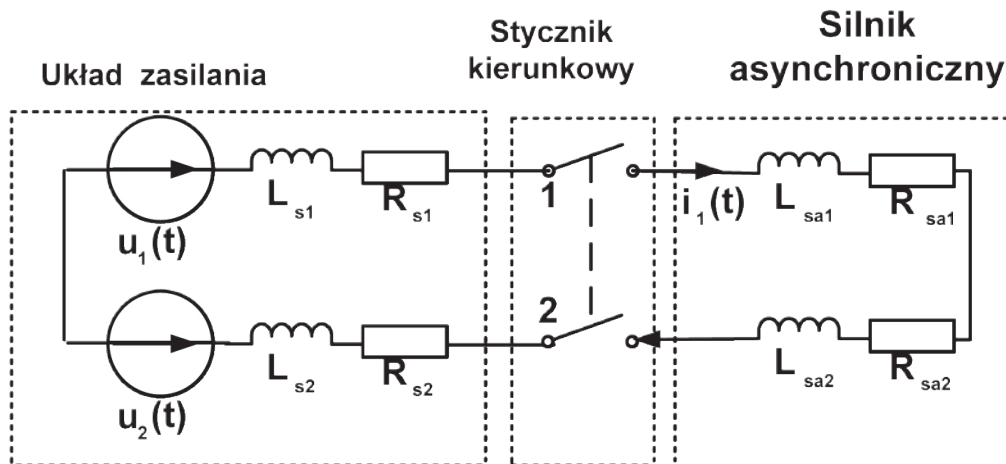 Układ zasilania
Stycznik
kierunkowy
Silnik
asynchroniczny
u1(t)
Ls1
Rs1
1
i1(t)
Lsa1
Rsa1
u2(t)
Ls2
Rs2
2
Lsa2
Rsa2